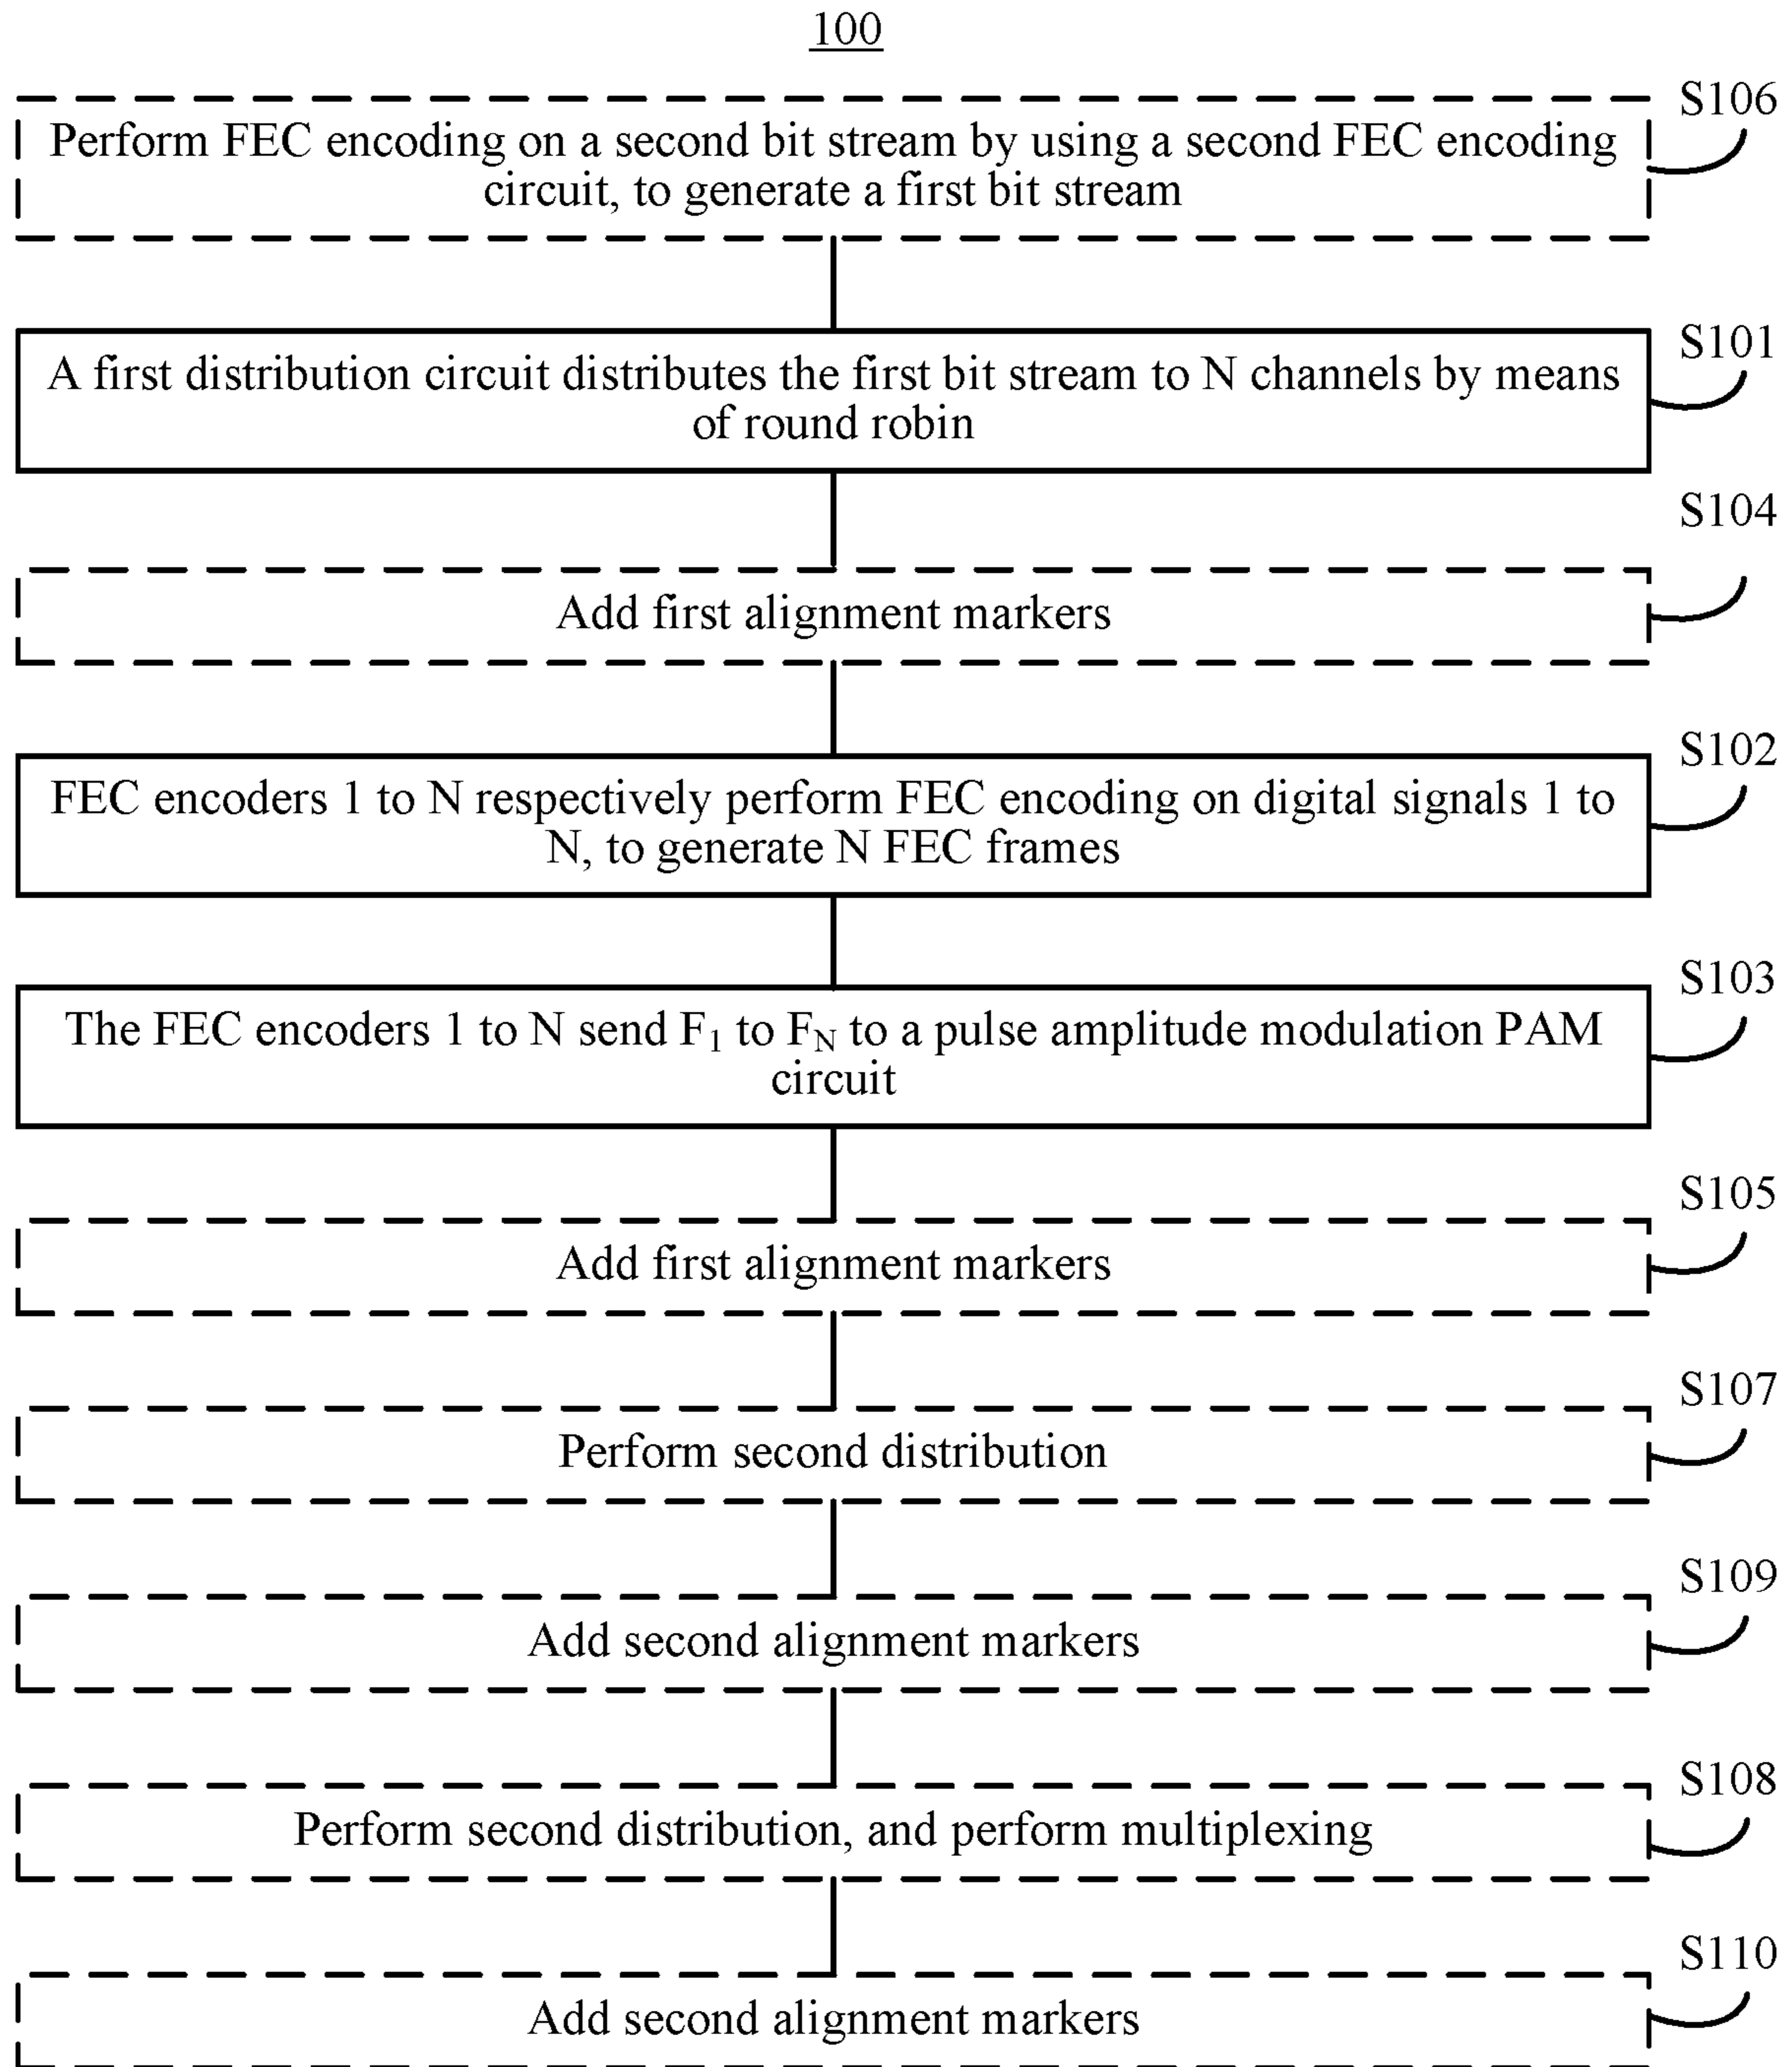 100
S106
Perform FEC encoding on a second bit stream by using a second FEC encoding
circuit, to generate a first bit stream
S101
A first distribution circuit distributes the first bit stream to N channels by means
of round robin
S104
Add first alignment markers
S102
FEC encoders 1 to N respectively perform FEC encoding on digital signals 1 to
N, to generate N FEC frames
S103
The FEC encoders 1 to N send F₁ to F_N to a pulse amplitude modulation PAM
circuit
S105
Add first alignment markers
S107
Perform second distribution
S109
Add second alignment markers
S108
Perform second distribution, and perform multiplexing
S110
Add second alignment markers